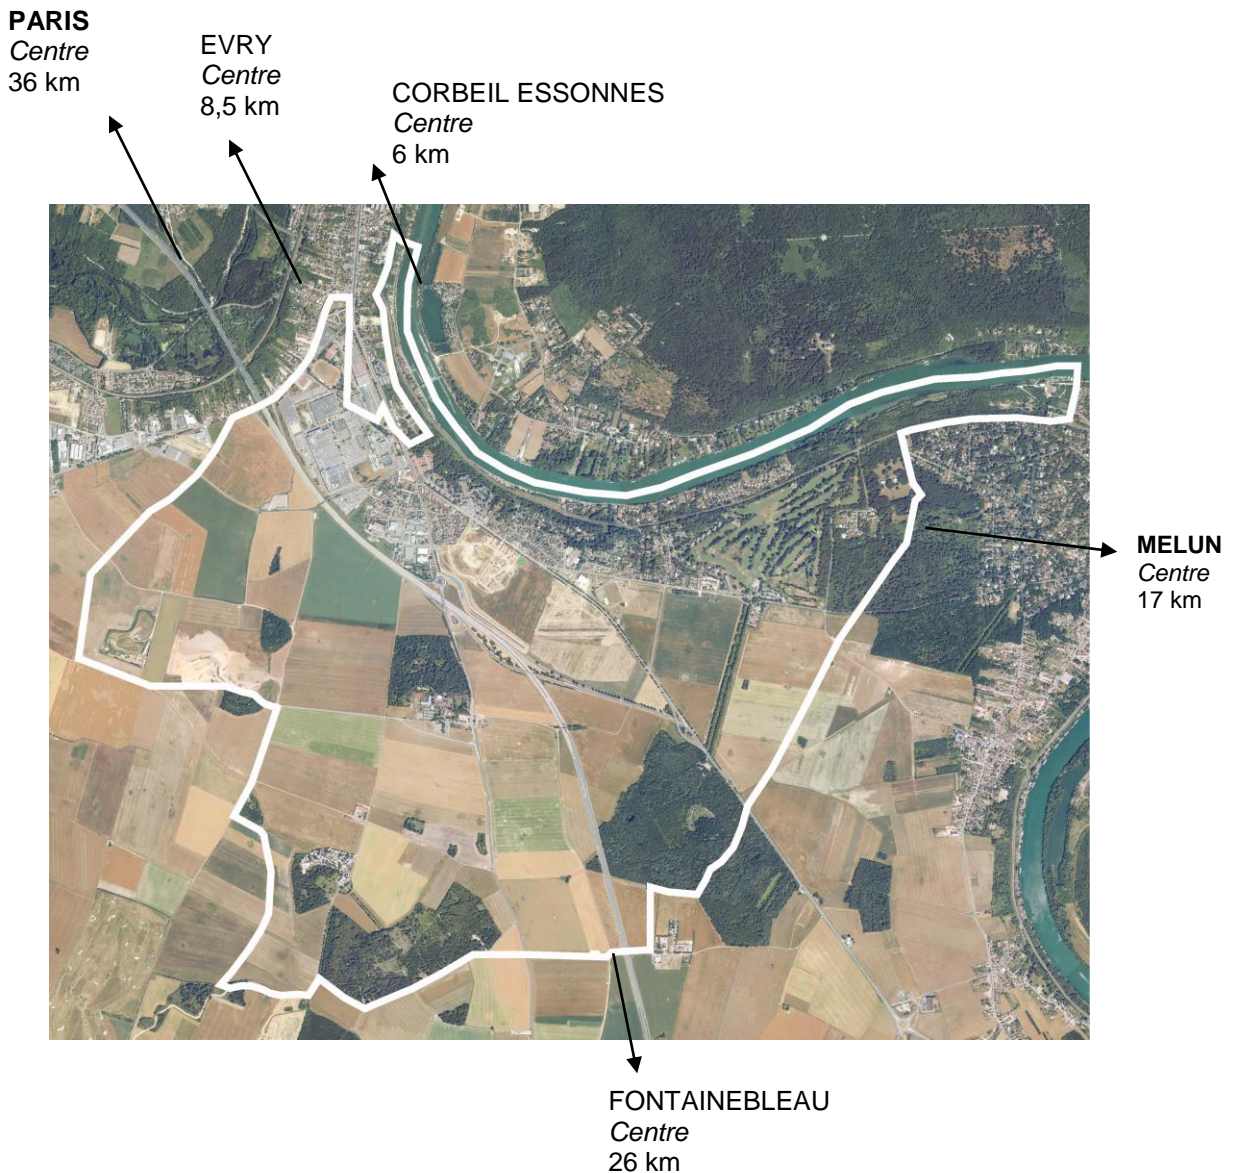 PARIS
Centre
36 km
EVRY
Centre
8,5 km
CORBEIL ESSONNES
Centre
6 km
MELUN
Centre
17 km
FONTAINEBLEAU
Centre
26 km